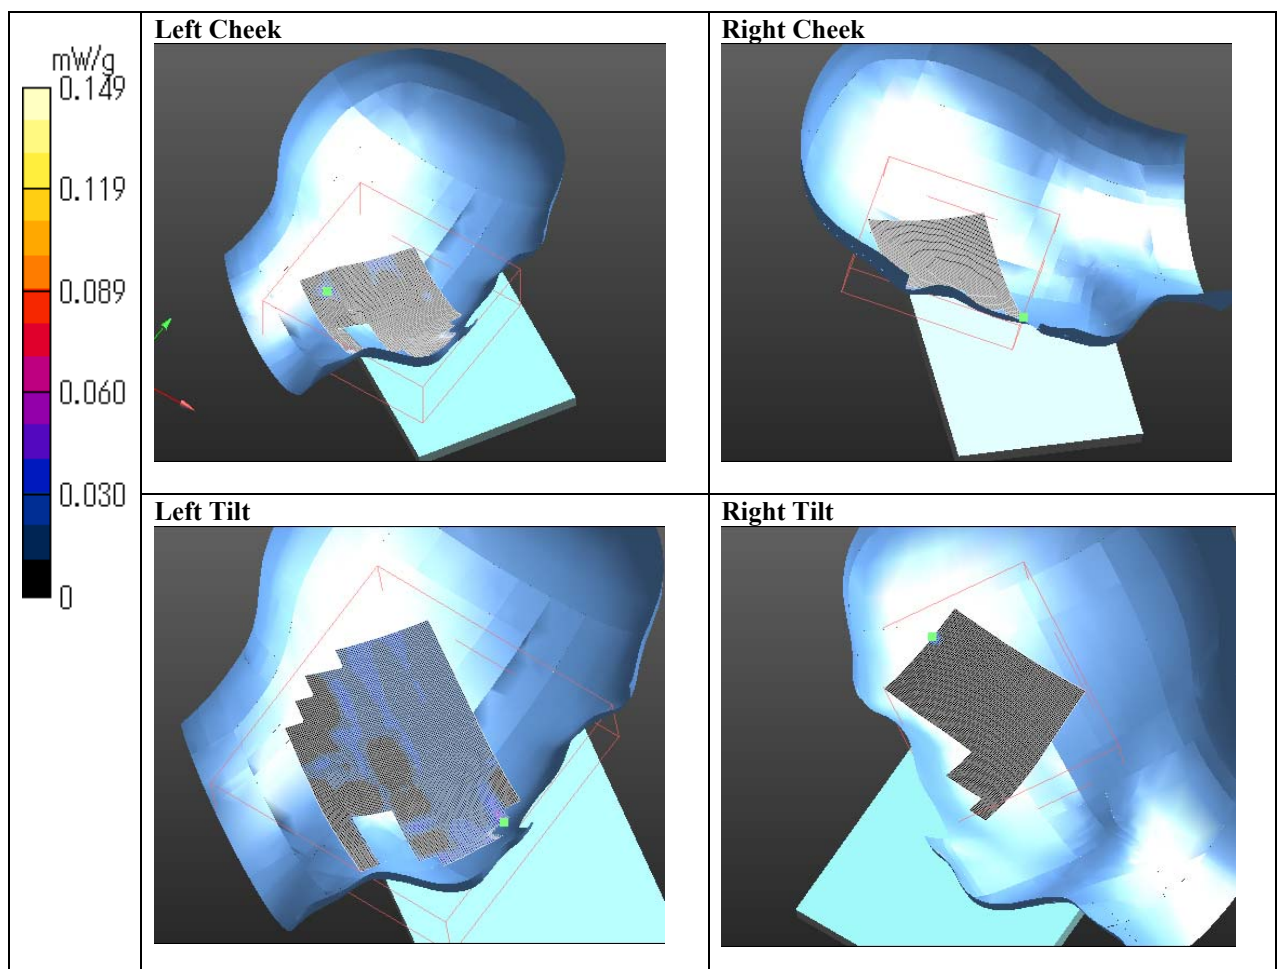 mW/g
0.149
0.119
0.089
0.060
0.030
0
Left Cheek
Right Cheek
Left Tilt
Right Tilt